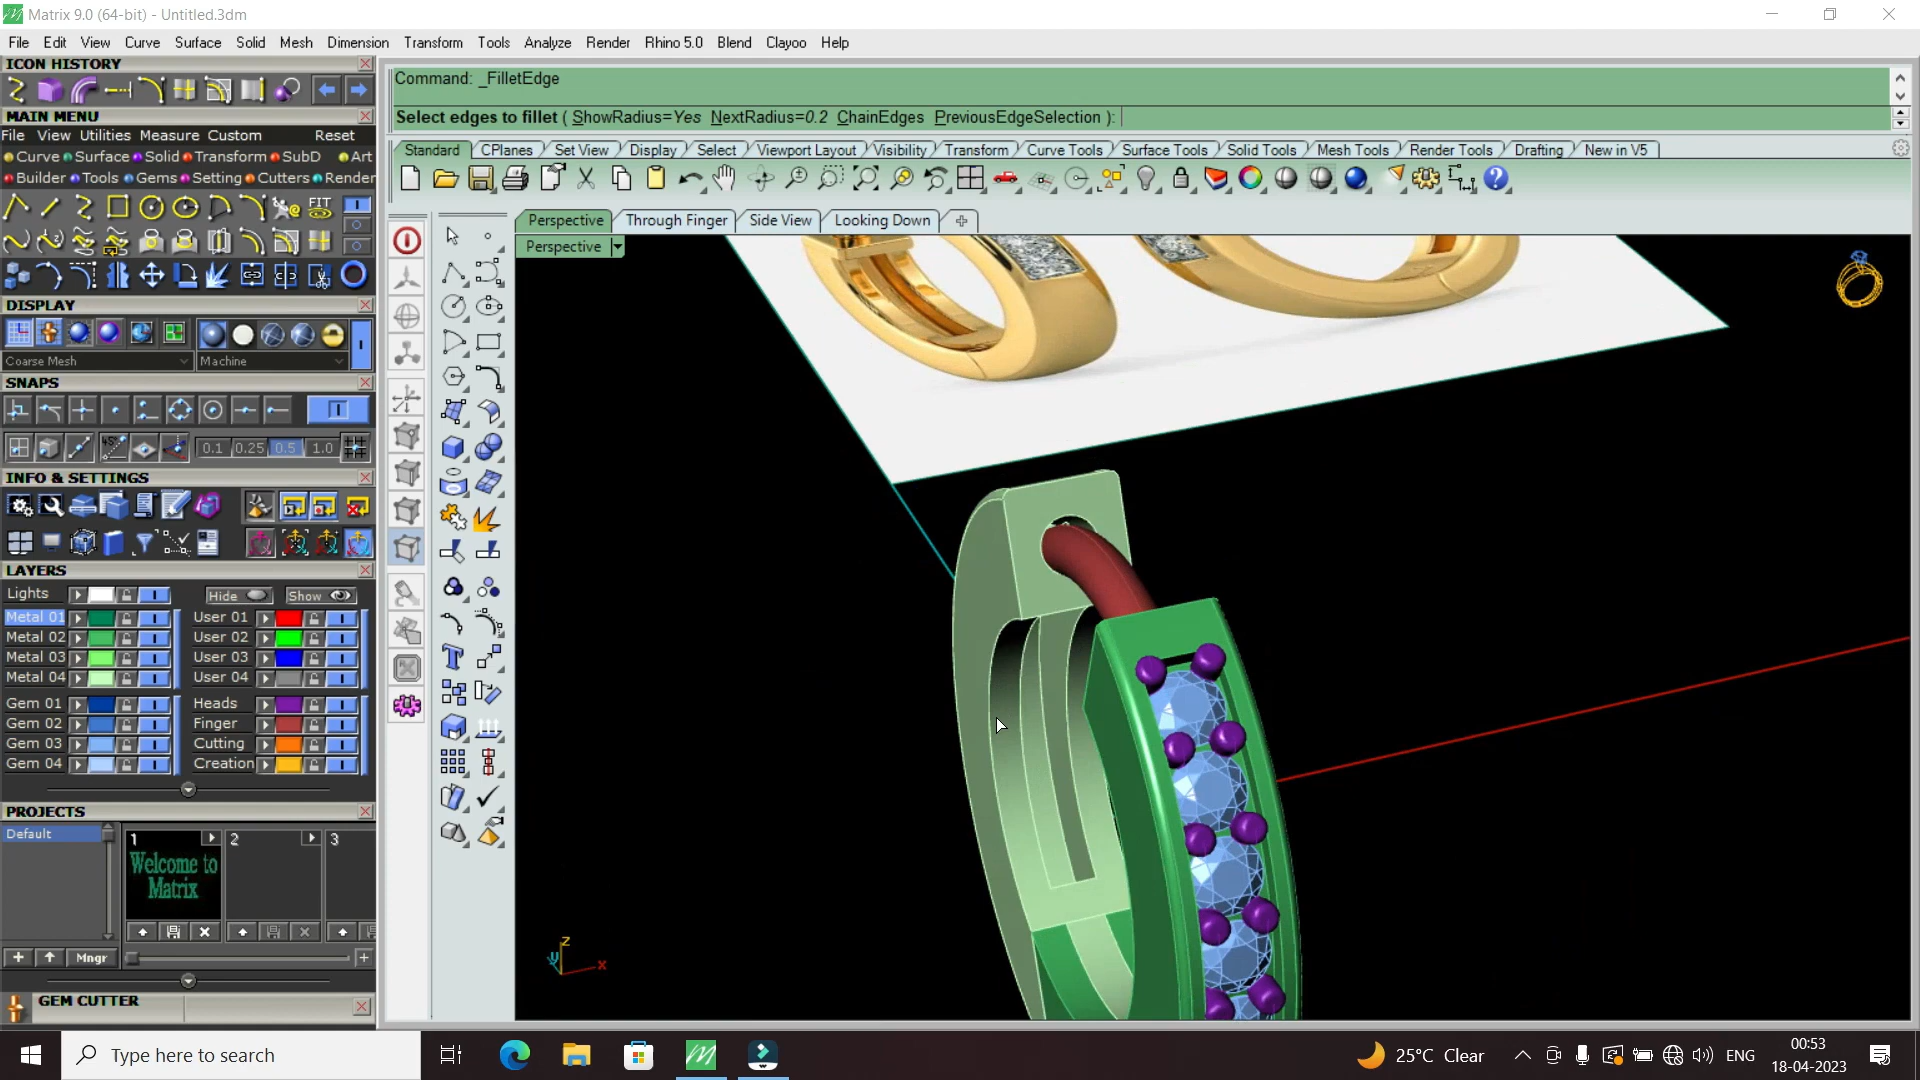 Matrix 9.0 (64-bit) - Untitled.3dm
File Edit View Curve Surface Solid Mesh Dimension Transform Tools Analyze Render Rhino 5.0 Blend Clayoo Help
ICON HISTORY
Command: _FilletEdge
Select edges to fillet ( ShowRadius=Yes NextRadius=0.2 ChainEdges PreviousEdgeSelection ):
MAIN MENU
File View Utilities Measure Custom Reset
Curve Surface Solid Transform SubD Art
Builder Tools Gems Setting Cutters Render
Standard CPlanes Set View Display Select Viewport Layout Visibility Transform Curve Tools Surface Tools Solid Tools Mesh Tools Render Tools Drafting New in V5
FIT
Perspective Through Finger Side View Looking Down
Perspective
DISPLAY
Coarse Mesh Machine
SNAPS
0.1 0.25 0.5 1.0
INFO & SETTINGS
LAYERS
Lights Hide Show
Metal 01 User 01
Metal 02 User 02
Metal 03 User 03
Metal 04 User 04
Gem 01 Heads
Gem 02 Finger
Gem 03 Cutting
Gem 04 Creation
PROJECTS
Default
1 2 3
Welcome to
Matrix
Mngr
GEM CUTTER
z
y x
Type here to search
25°C Clear
ENG
00:53
18-04-2023